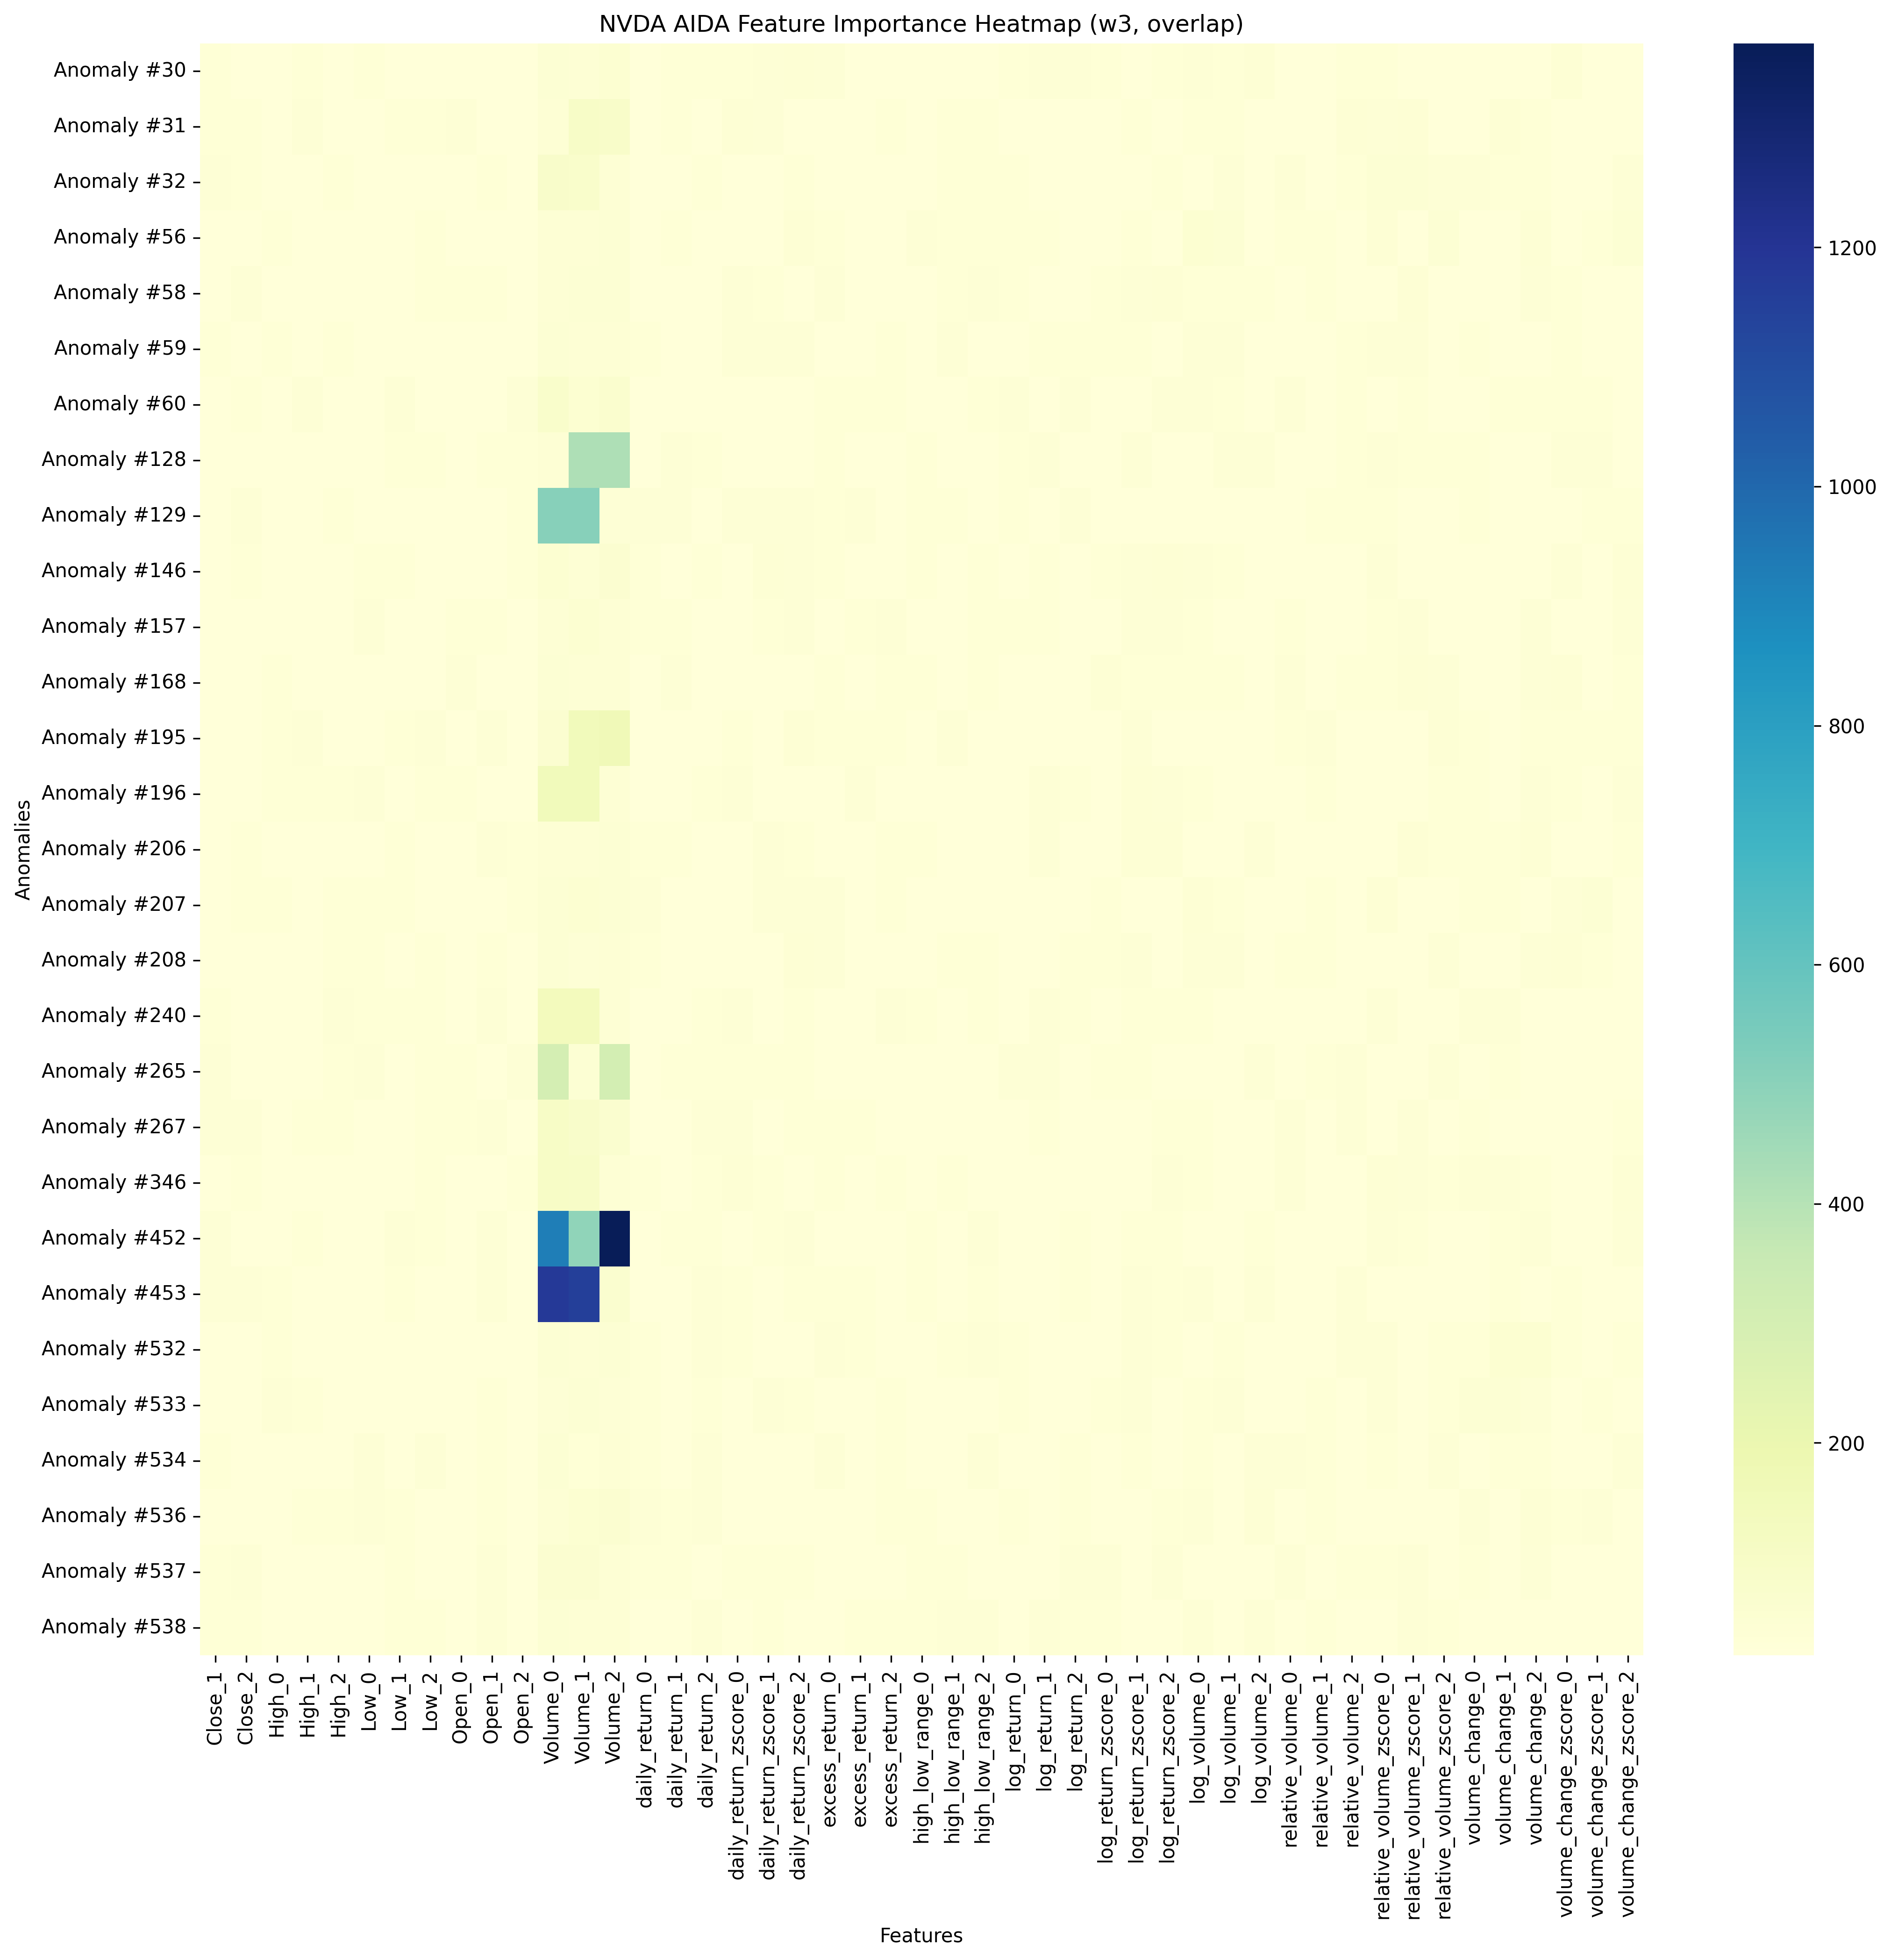 NVDA AIDA Feature Importance Heatmap (w3, overlap)
Anomalies
Anomaly #30
Anomaly #31
Anomaly #32
Anomaly #56
Anomaly #58
Anomaly #59
Anomaly #60
Anomaly #128
Anomaly #129
Anomaly #146
Anomaly #157
Anomaly #168
Anomaly #195
Anomaly #196
Anomaly #206
Anomaly #207
Anomaly #208
Anomaly #240
Anomaly #265
Anomaly #267
Anomaly #346
Anomaly #452
Anomaly #453
Anomaly #532
Anomaly #533
Anomaly #534
Anomaly #536
Anomaly #537
Anomaly #538
Close_1
Close_2
High_0
High_1
High_2
Low_0
Low_1
Low_2
Open_0
Open_1
Open_2
Volume_0
Volume_1
Volume_2
daily_return_0
daily_return_1
daily_return_2
daily_return_zscore_0
daily_return_zscore_1
daily_return_zscore_2
excess_return_0
excess_return_1
excess_return_2
high_low_range_0
high_low_range_1
high_low_range_2
log_return_0
log_return_1
log_return_2
log_return_zscore_0
log_return_zscore_1
log_return_zscore_2
log_volume_0
log_volume_1
log_volume_2
relative_volume_0
relative_volume_1
relative_volume_2
relative_volume_zscore_0
relative_volume_zscore_1
relative_volume_zscore_2
volume_change_0
volume_change_1
volume_change_2
volume_change_zscore_0
volume_change_zscore_1
volume_change_zscore_2
Features
1200
1000
800
600
400
200